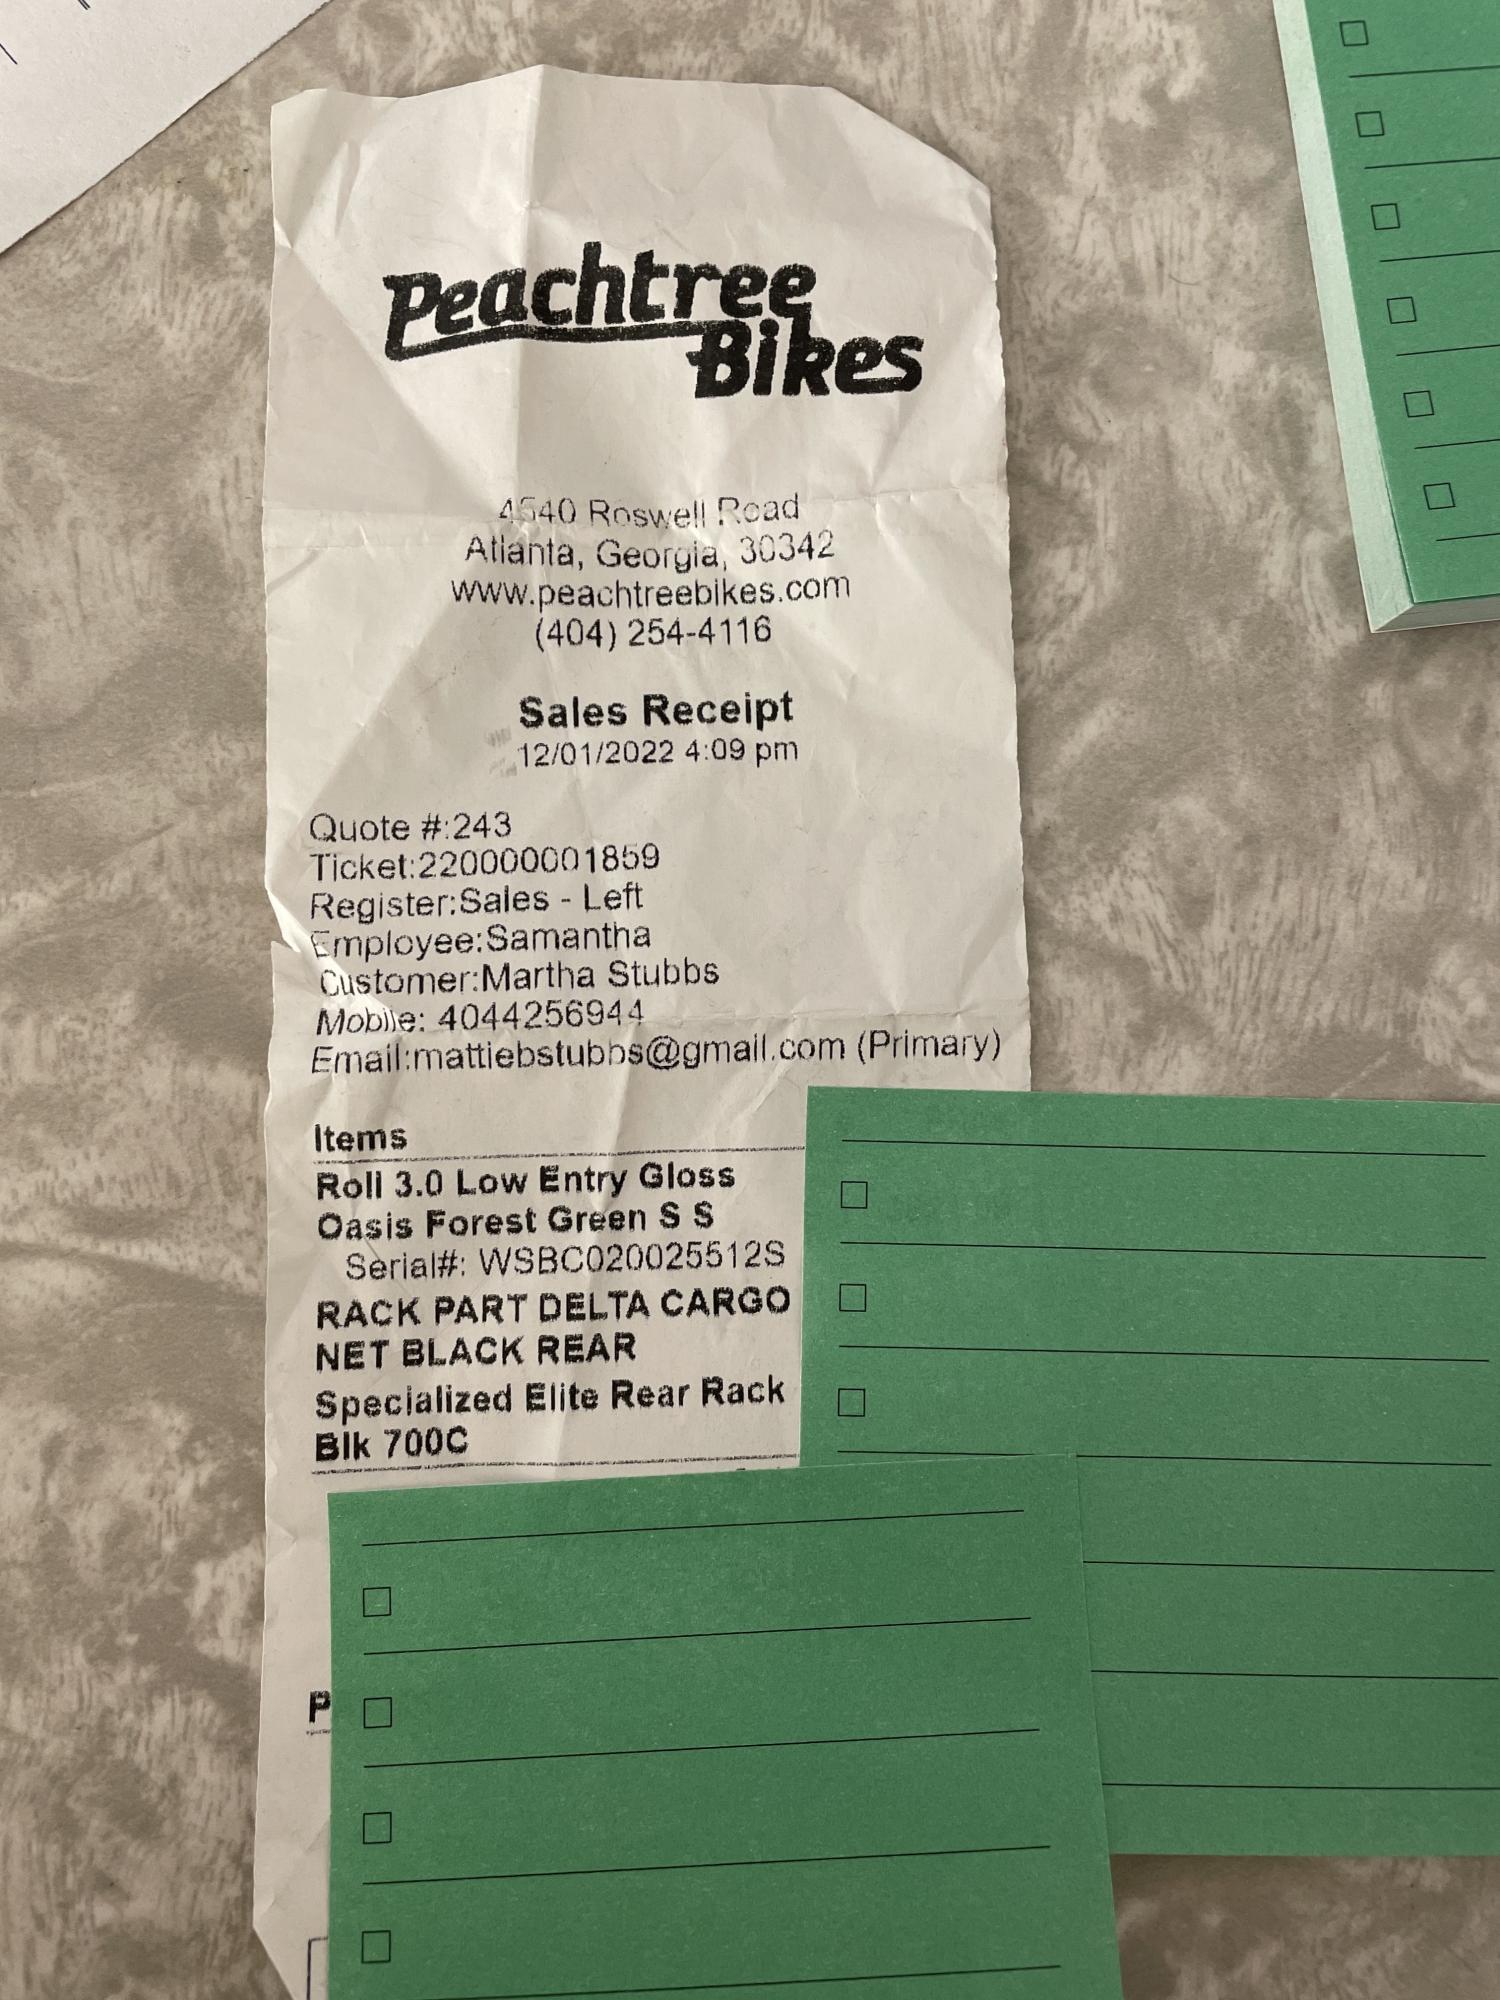 Peachtree
Bikes
4540 Roswell Road
Atlanta, Georgia, 30342
www.peachtreebikes.com
(404) 254-4116
Sales Receipt
12/01/2022 4:09 pm
Quote #:243
Ticket:220000001859
Register:Sales - Left
Employee:Samantha
Customer:Martha Stubbs
Mobile: 4044256944
Email:mattiebstubbs@gmail.com (Primary)
Items
Roll 3.0 Low Entry Gloss
Oasis Forest Green S S
Serial#: WSBC020025512S
RACK PART DELTA CARGO
NET BLACK REAR
Specialized Elite Rear Rack
Blk 700C
P